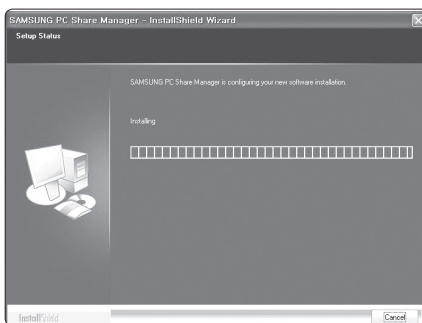 SAMSUNG PC Share Manager – InstallShield Wizard
Setup Status
SAMSUNG PC Share Manager is configuring your new software installation.
Installing
InstallShield
Cancel